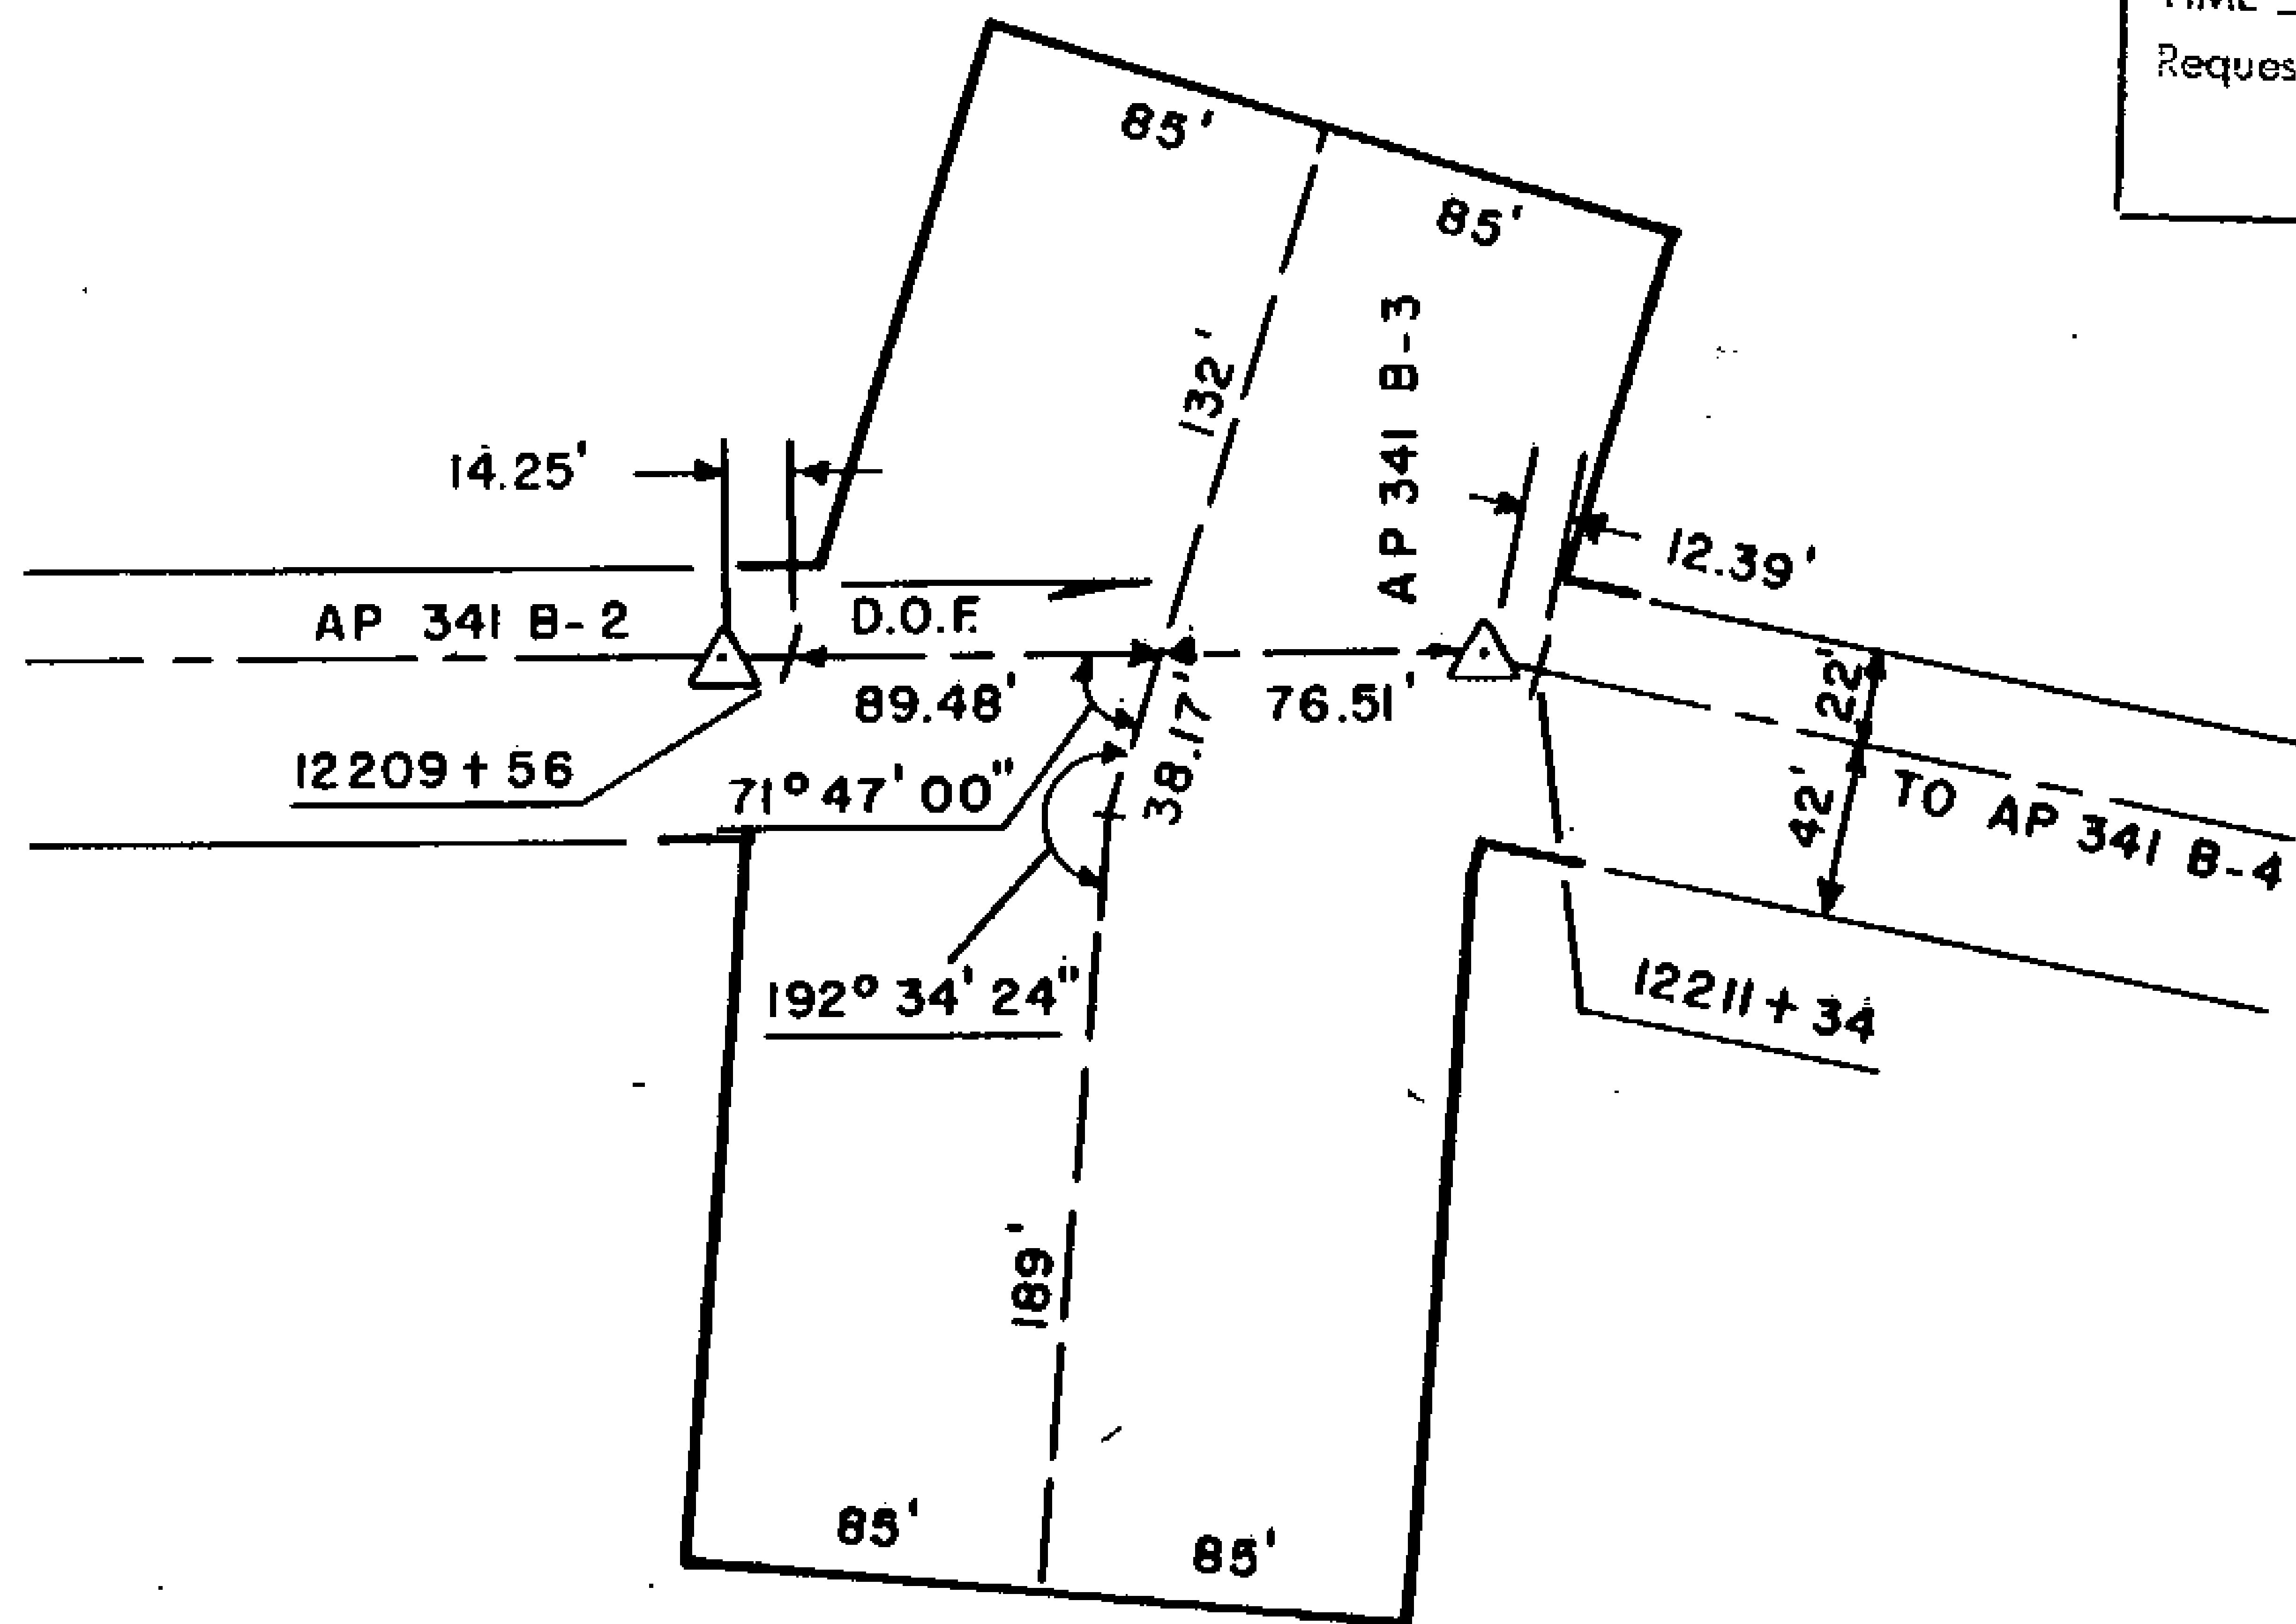 Reques
85'
85'
132'
AP 341 B-3
14.25'
12.39'
AP 341 B-2
D.O.F.
89.48'
76.51'
38.17'
22'
42'
12209+56
71° 47' 00"
TO AP 341 B-4
192° 34' 24"
12211+34
189'
85'
85'